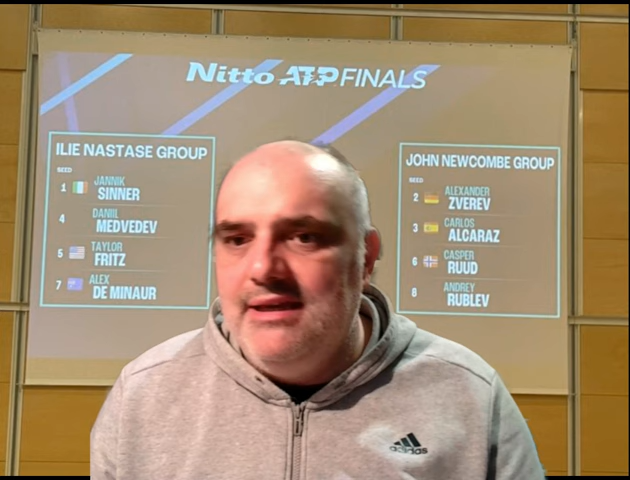 Nitto ATP FINALS
ILIE NASTASE GROUP
SEED
1 JANNIK
SINNER
4 DANIIL
MEDVEDEV
5 TAYLOR
FRITZ
7 ALEX
DE MINAUR
JOHN NEWCOMBE GROUP
SEED
2 ALEXANDER
ZVEREV
3 CARLOS
ALCARAZ
6 CASPER
RUUD
8 ANDREY
RUBLEV
adidas